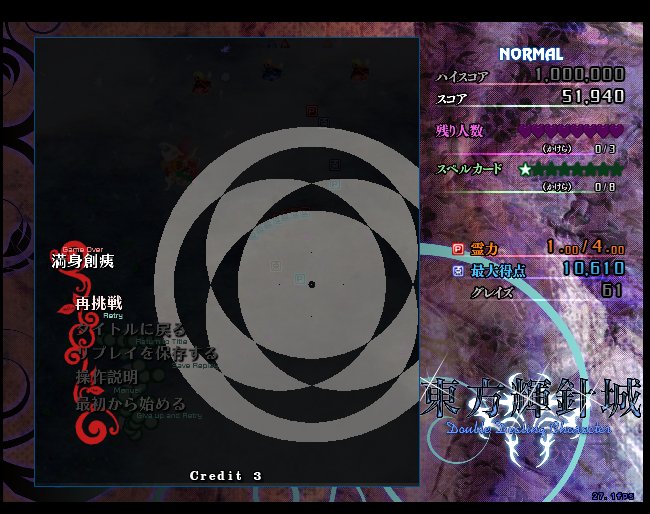 NORMAL
ハイスコア 1,000,000
スコア 51,940
残り人数
(かけら) 0/3
スペルカード
(かけら) 0/8
P 霊力 1.00/4.00
最大得点 10,610
グレイズ 61
Game Over
満身創痍
再挑戦
Retry
タイトルに戻る
Return to Title
リプレイを保存する
Save Replay
操作説明
Manual
最初から始める
Give up and Retry
東方輝針城
Double Dealing Character
Credit 3
27.1fps